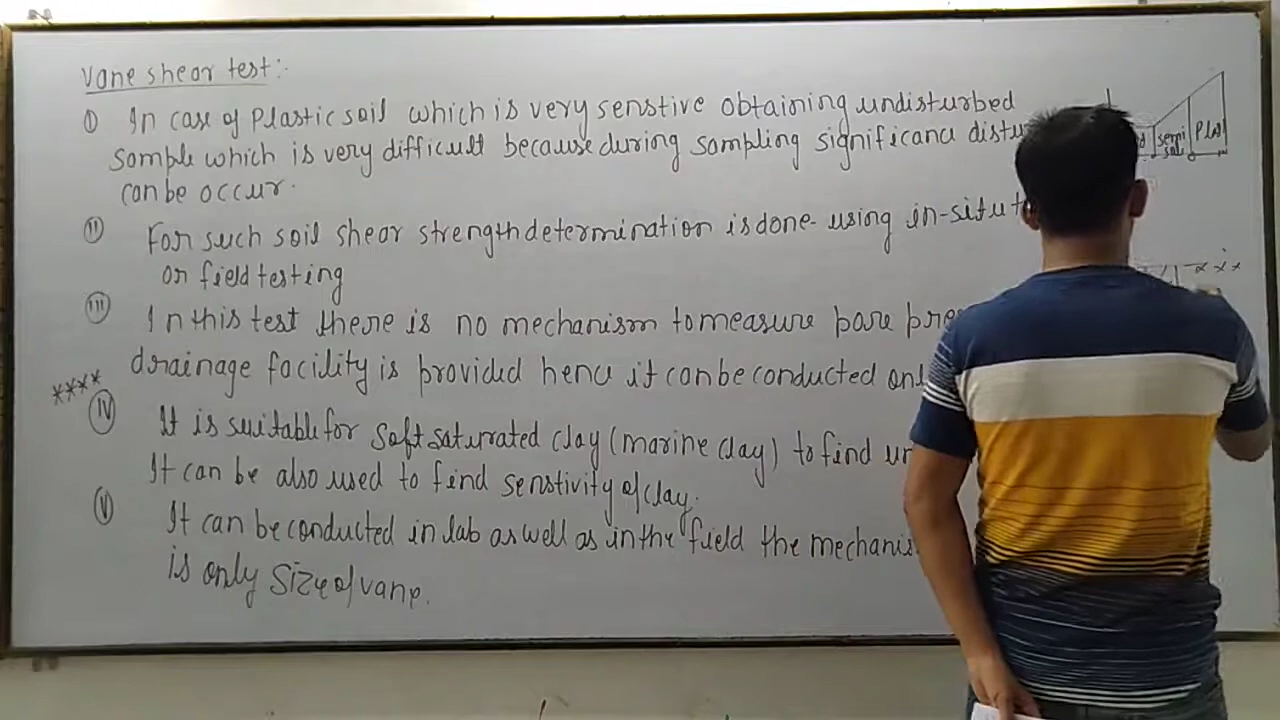 Vane shear test:-
(I) In case of Plastic soil which is very senstive obtaining undisturbed
sample which is very difficult because during sampling significance distu
can be occur.
(II) For such soil shear strength determination is done using in-situ t
or field testing
(III) In this test there is no mechanism to measure pore pre
drainage facility is provided hence it can be conducted onl
****
(IV) It is suitable for soft saturated clay (marine clay) to find un
It can be also used to find senstivity of clay.
(V) It can be conducted in lab as well as in the field the mechanis
is only size of vane.
semi